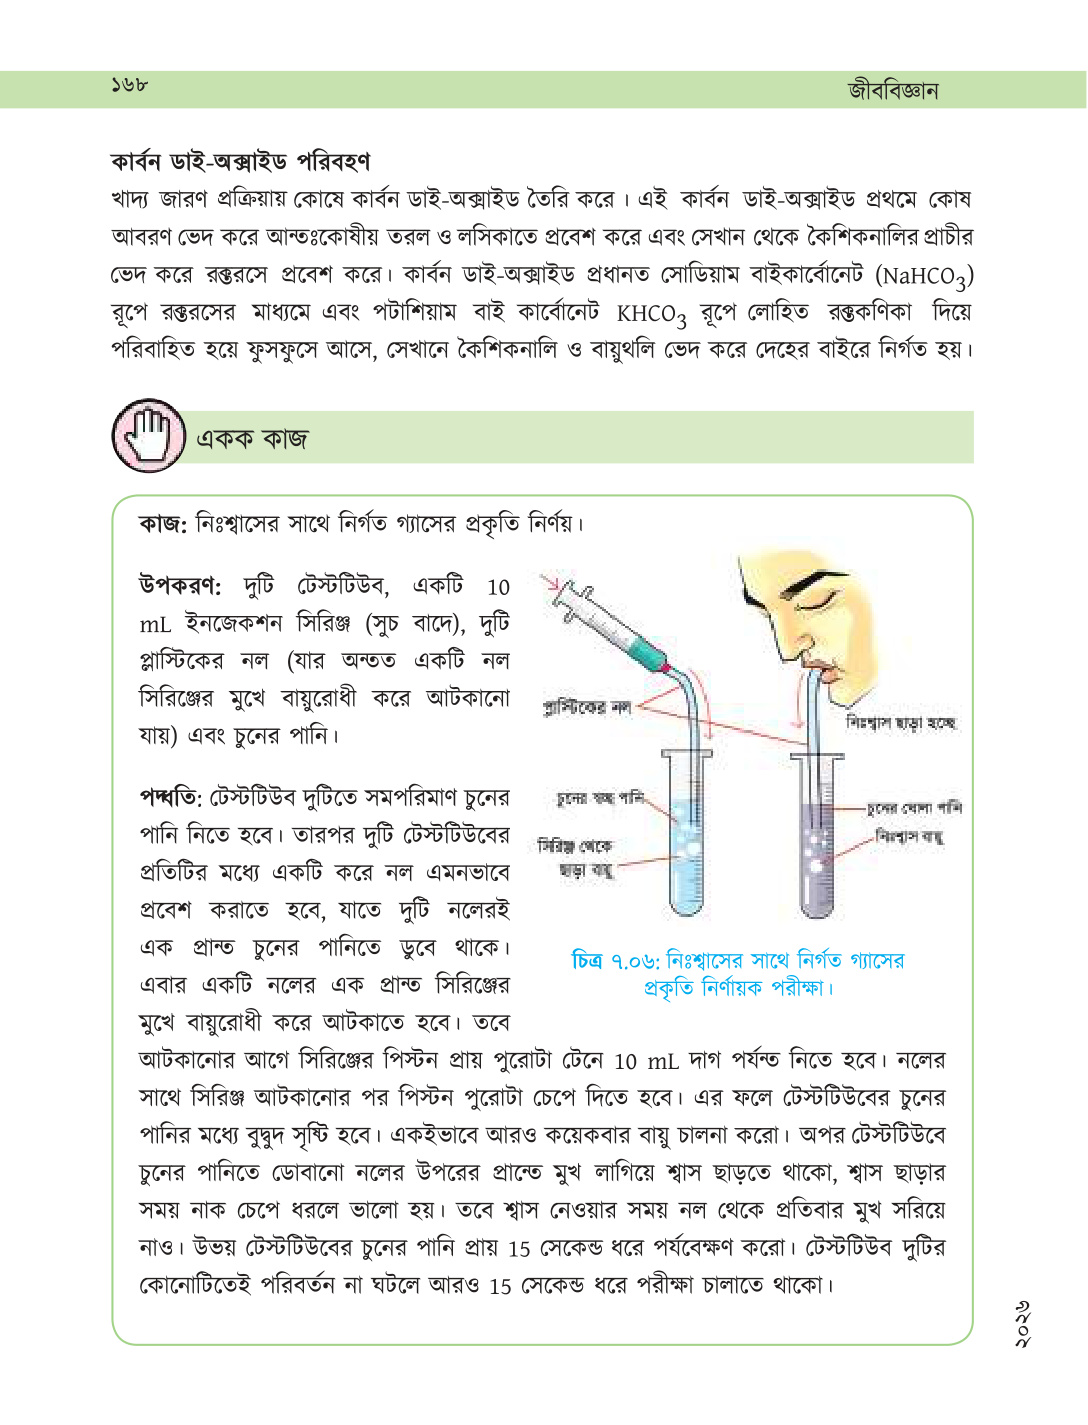 ১৬৮
জীববিজ্ঞান
কার্বন ডাই-অক্সাইড পরিবহণ
খাদ্য জারণ প্রক্রিয়ায় কোষে কার্বন ডাই-অক্সাইড তৈরি করে। এই কার্বন ডাই-অক্সাইড প্রথমে কোষ
আবরণ ভেদ করে আন্তঃকোষীয় তরল ও লসিকাতে প্রবেশ করে এবং সেখান থেকে কৈশিকনালির প্রাচীর
ভেদ করে রক্তরসে প্রবেশ করে। কার্বন ডাই-অক্সাইড প্রধানত সোডিয়াম বাইকার্বোনেট (NaHCO3)
রূপে রক্তরসের মাধ্যমে এবং পটাশিয়াম বাই কার্বোনেট KHCO3 রূপে লোহিত রক্তকণিকা দিয়ে
পরিবাহিত হয়ে ফুসফুসে আসে, সেখানে কৈশিকনালি ও বায়ুথলি ভেদ করে দেহের বাইরে নির্গত হয়।
একক কাজ
কাজ: নিঃশ্বাসের সাথে নির্গত গ্যাসের প্রকৃতি নির্ণয়।
উপকরণ: দুটি টেস্টটিউব, একটি 10
mL ইনজেকশন সিরিঞ্জ (সুচ বাদে), দুটি
প্লাস্টিকের নল (যার অন্তত একটি নল
সিরিঞ্জের মুখে বায়ুরোধী করে আটকানো
যায়) এবং চুনের পানি।
পদ্ধতি: টেস্টটিউব দুটিতে সমপরিমাণ চুনের
পানি নিতে হবে। তারপর দুটি টেস্টটিউবের
প্রতিটির মধ্যে একটি করে নল এমনভাবে
প্রবেশ করাতে হবে, যাতে দুটি নলেরই
এক প্রান্ত চুনের পানিতে ডুবে থাকে।
এবার একটি নলের এক প্রান্ত সিরিঞ্জের
মুখে বায়ুরোধী করে আটকাতে হবে। তবে
আটকানোর আগে সিরিঞ্জের পিস্টন প্রায় পুরোটা টেনে 10 mL দাগ পর্যন্ত নিতে হবে। নলের
সাথে সিরিঞ্জ আটকানোর পর পিস্টন পুরোটা চেপে দিতে হবে। এর ফলে টেস্টটিউবের চুনের
পানির মধ্যে বুদ্বুদ সৃষ্টি হবে। একইভাবে আরও কয়েকবার বায়ু চালনা করো। অপর টেস্টটিউবে
চুনের পানিতে ডোবানো নলের উপরের প্রান্তে মুখ লাগিয়ে শ্বাস ছাড়তে থাকো, শ্বাস ছাড়ার
সময় নাক চেপে ধরলে ভালো হয়। তবে শ্বাস নেওয়ার সময় নল থেকে প্রতিবার মুখ সরিয়ে
নাও। উভয় টেস্টটিউবের চুনের পানি প্রায় 15 সেকেন্ড ধরে পর্যবেক্ষণ করো। টেস্টটিউব দুটির
কোনোটিতেই পরিবর্তন না ঘটলে আরও 15 সেকেন্ড ধরে পরীক্ষা চালাতে থাকো।
প্লাস্টিকের নল
নিঃশ্বাস ছাড়া হচ্ছে
চুনের স্বচ্ছ পানি
চুনের ঘোলা পানি
সিরিঞ্জ থেকে
ছাড়া বায়ু
নিঃশ্বাস বায়ু
চিত্র ৭.০৬: নিঃশ্বাসের সাথে নির্গত গ্যাসের
প্রকৃতি নির্ণায়ক পরীক্ষা।
২০২৬